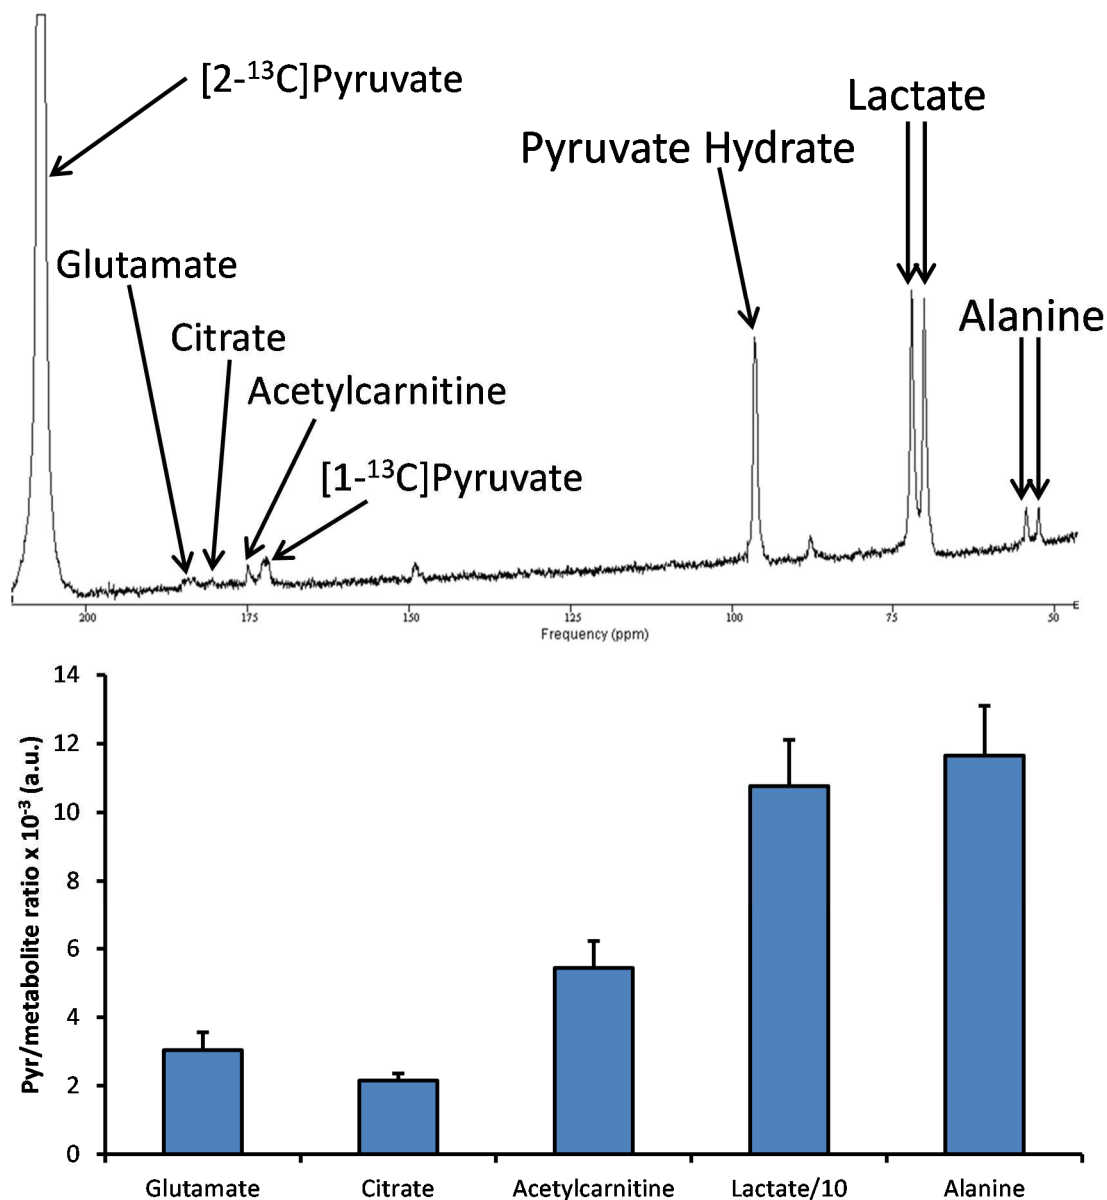 [2-¹³C]Pyruvate
Lactate
Pyruvate Hydrate
Glutamate
Alanine
Citrate
Acetylcarnitine
[1-¹³C]Pyruvate
200 175 150 125 100 75 50
Frequency (ppm)
Pyr/metabolite ratio x 10⁻³ (a.u.)
14
12
10
8
6
4
2
0
Glutamate Citrate Acetylcarnitine Lactate/10 Alanine